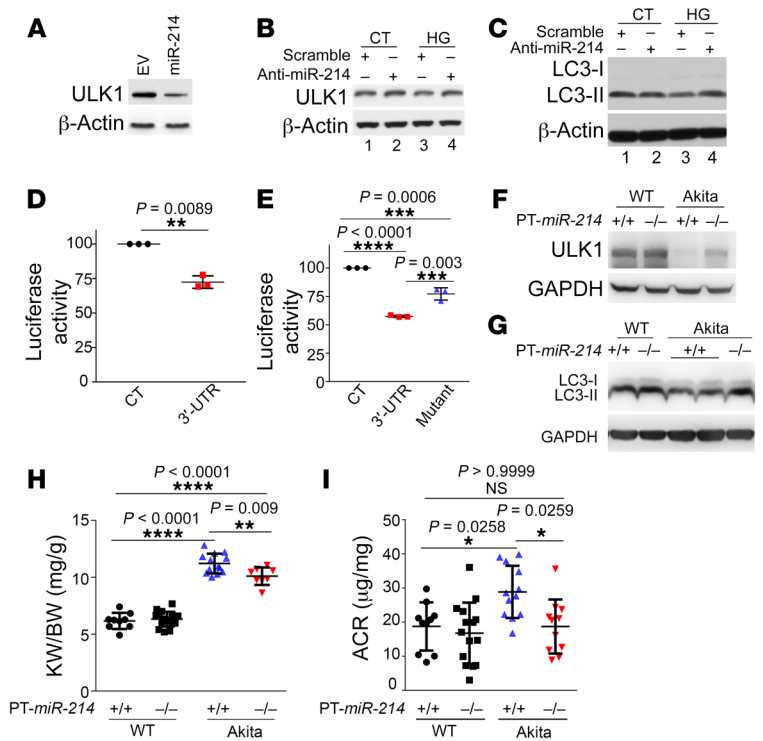 A
EV
miR-214
ULK1
β-Actin
B
CT HG
Scramble + – + –
Anti-miR-214 – + – +
ULK1
β-Actin
1 2 3 4
C
CT HG
Scramble + – + –
Anti-miR-214 – + – +
LC3-I
LC3-II
β-Actin
1 2 3 4
D
P = 0.0089
**
Luciferase
activity
100
75
50
25
0
CT
3′-UTR
E
P = 0.0006
***
P < 0.0001
****
P = 0.003
***
Luciferase
activity
100
75
50
25
0
CT
3′-UTR
Mutant
F
WT Akita
PT-miR-214 +/+ –/– +/+ –/–
ULK1
GAPDH
G
WT Akita
PT-miR-214 +/+ –/– +/+ –/–
LC3-I
LC3-II
GAPDH
H
P < 0.0001
****
P < 0.0001
****
P = 0.009
**
KW/BW (mg/g)
15
10
5
0
PT-miR-214 +/+ –/– +/+ –/–
WT Akita
I
P > 0.9999
NS
P = 0.0258
*
P = 0.0259
*
ACR (μg/mg)
50
40
30
20
10
0
PT-miR-214 +/+ –/– +/+ –/–
WT Akita